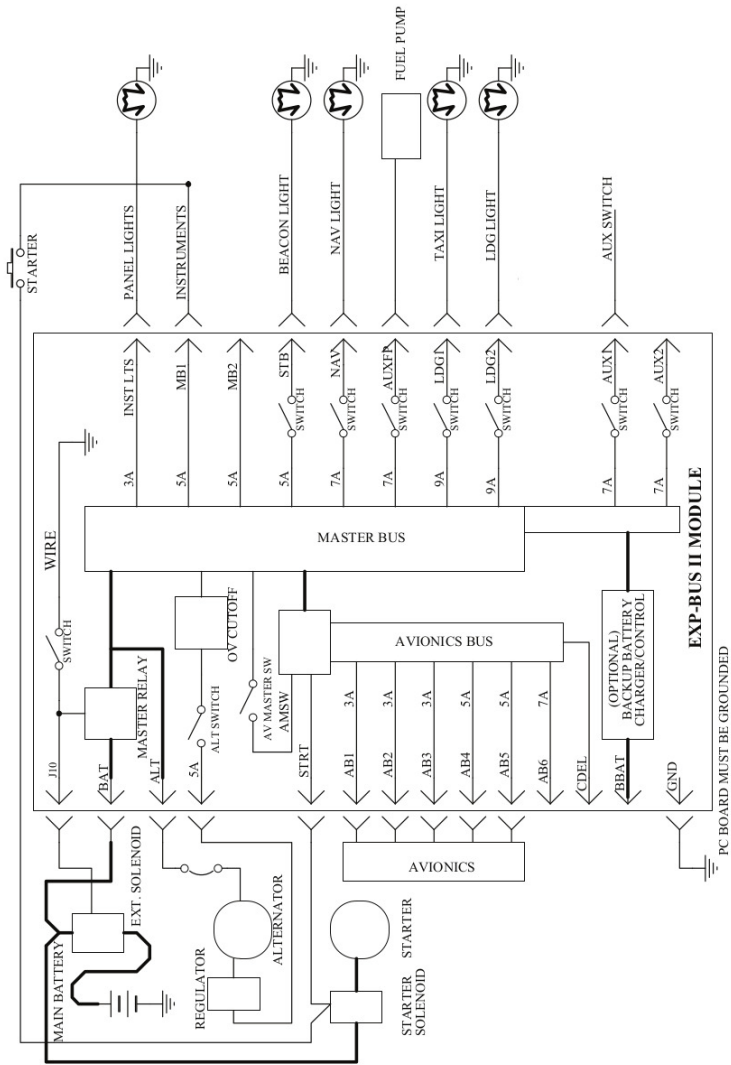 FUEL PUMP
STARTER
PANEL LIGHTS
INSTRUMENTS
BEACON LIGHT
NAV LIGHT
TAXI LIGHT
LDG LIGHT
AUX SWITCH
INST LTS
MB1
MB2
STB
NAV
AUXFP
LDG1
LDG2
AUX1
AUX2
SWITCH
SWITCH
SWITCH
SWITCH
SWITCH
SWITCH
SWITCH
3A
5A
5A
5A
7A
7A
9A
9A
7A
7A
WIRE
SWITCH
MASTER BUS
EXP-BUS II MODULE
OV CUTOFF
AVIONICS BUS
(OPTIONAL)
BACKUP BATTERY
CHARGER/CONTROL
MASTER RELAY
ALT SWITCH
AV MASTER SW
AMSW
3A
3A
3A
5A
5A
7A
J10
BAT
ALT
5A
STRT
AB1
AB2
AB3
AB4
AB5
AB6
CDEL
BBAT
GND
PC BOARD MUST BE GROUNDED
EXT. SOLENOID
AVIONICS
MAIN BATTERY
ALTERNATOR
REGULATOR
STARTER
STARTER
SOLENOID